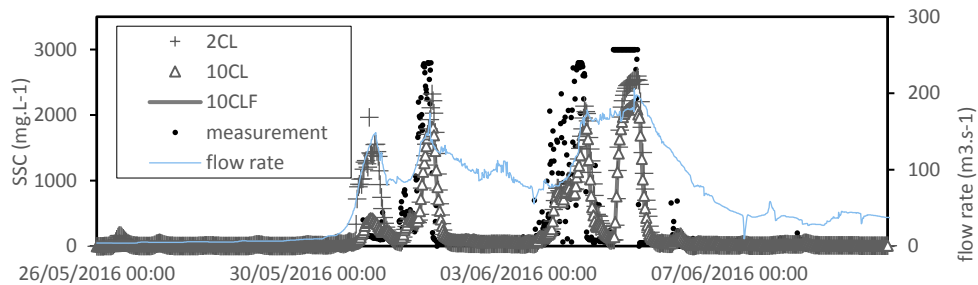 3000
2000
1000
0
SSC (mg.L-1)
2CL
10CL
10CLF
measurement
flow rate
300
200
100
0
flow rate (m3.s-1)
26/05/2016 00:00
30/05/2016 00:00
03/06/2016 00:00
07/06/2016 00:00